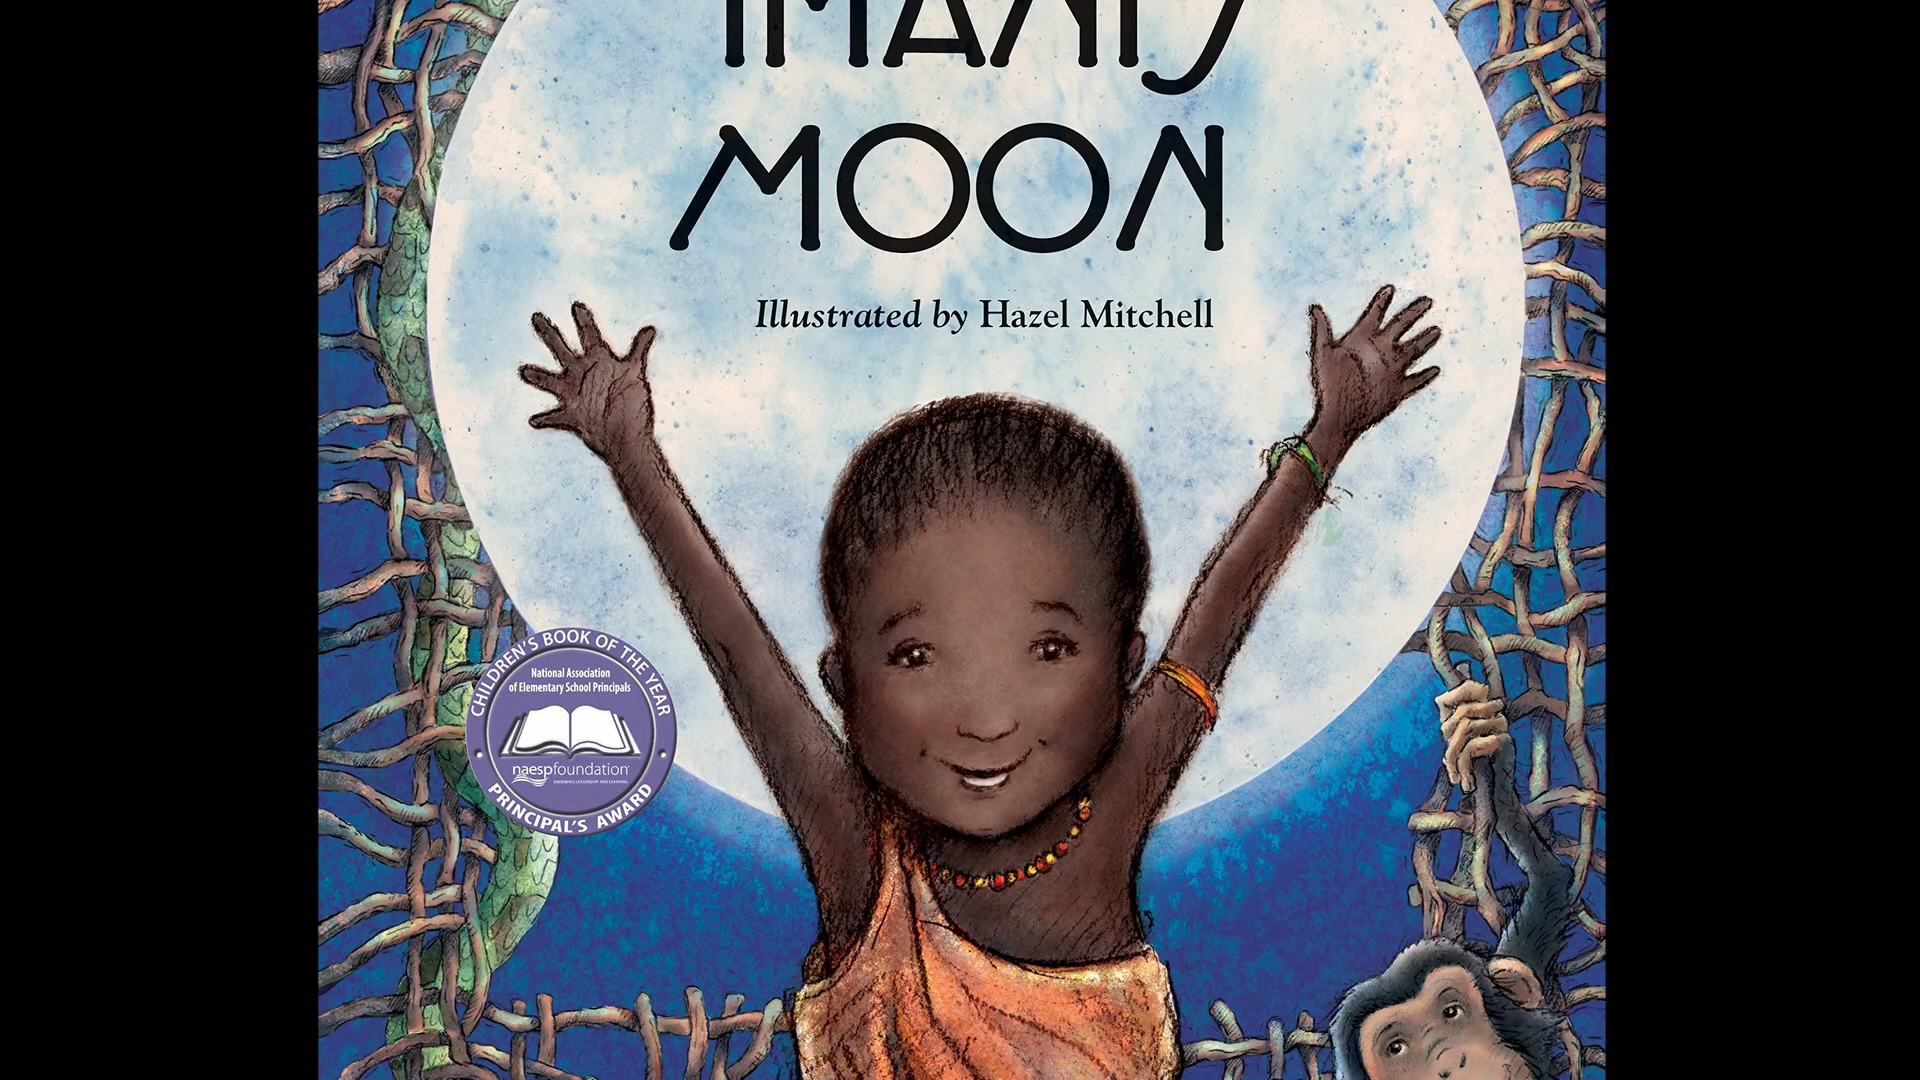 IMANI'S
MOON
Illustrated by Hazel Mitchell
CHILDREN'S BOOK OF THE YEAR
National Association
of Elementary School Principals
naespfoundation
PRINCIPAL'S AWARD